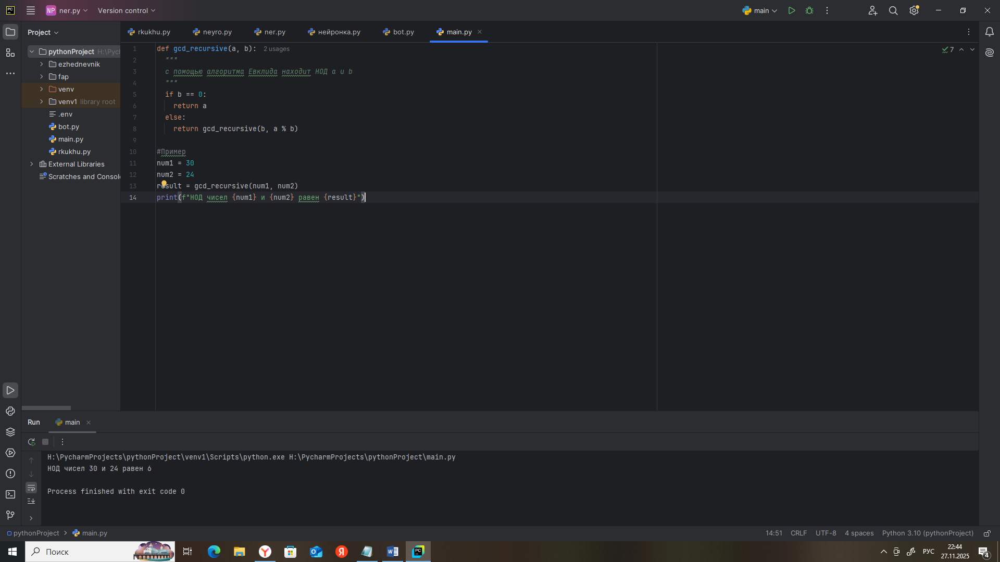 PC
NP ner.py
Version control
main
Project
rkukhu.py
neyro.py
ner.py
нейронка.py
bot.py
main.py
pythonProject H:\Pych
ezhednevnik
fap
venv
venv1 library root
.env
bot.py
main.py
rkukhu.py
External Libraries
Scratches and Consol
7
1 def gcd_recursive(a, b): 2 usages
2 """
3 с помощью алгоритма Евклида находит НОД a и b
4 """
5 if b == 0:
6 return a
7 else:
8 return gcd_recursive(b, a % b)
9
10 #Пример
11 num1 = 30
12 num2 = 24
13 result = gcd_recursive(num1, num2)
14 print(f"НОД чисел {num1} и {num2} равен {result}")
Run
main
H:\PycharmProjects\pythonProject\venv1\Scripts\python.exe H:\PycharmProjects\pythonProject\main.py
НОД чисел 30 и 24 равен 6
Process finished with exit code 0
pythonProject > main.py
14:51
CRLF
UTF-8
4 spaces
Python 3.10 (pythonProject)
Поиск
Я
PC
РУС
22:44
27.11.2025
4